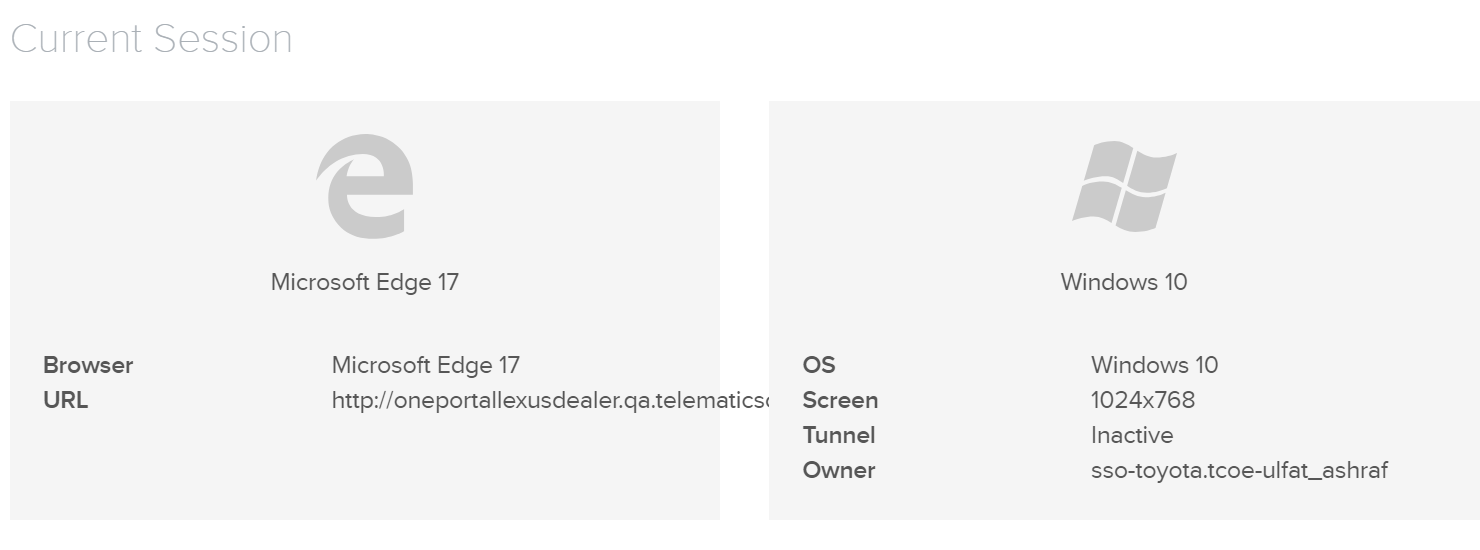 Current Session
Microsoft Edge 17
Browser Microsoft Edge 17
URL http://oneportallexusdealer.qa.telematics
Windows 10
OS Windows 10
Screen 1024x768
Tunnel Inactive
Owner sso-toyota.tcoe-ulfat_ashraf